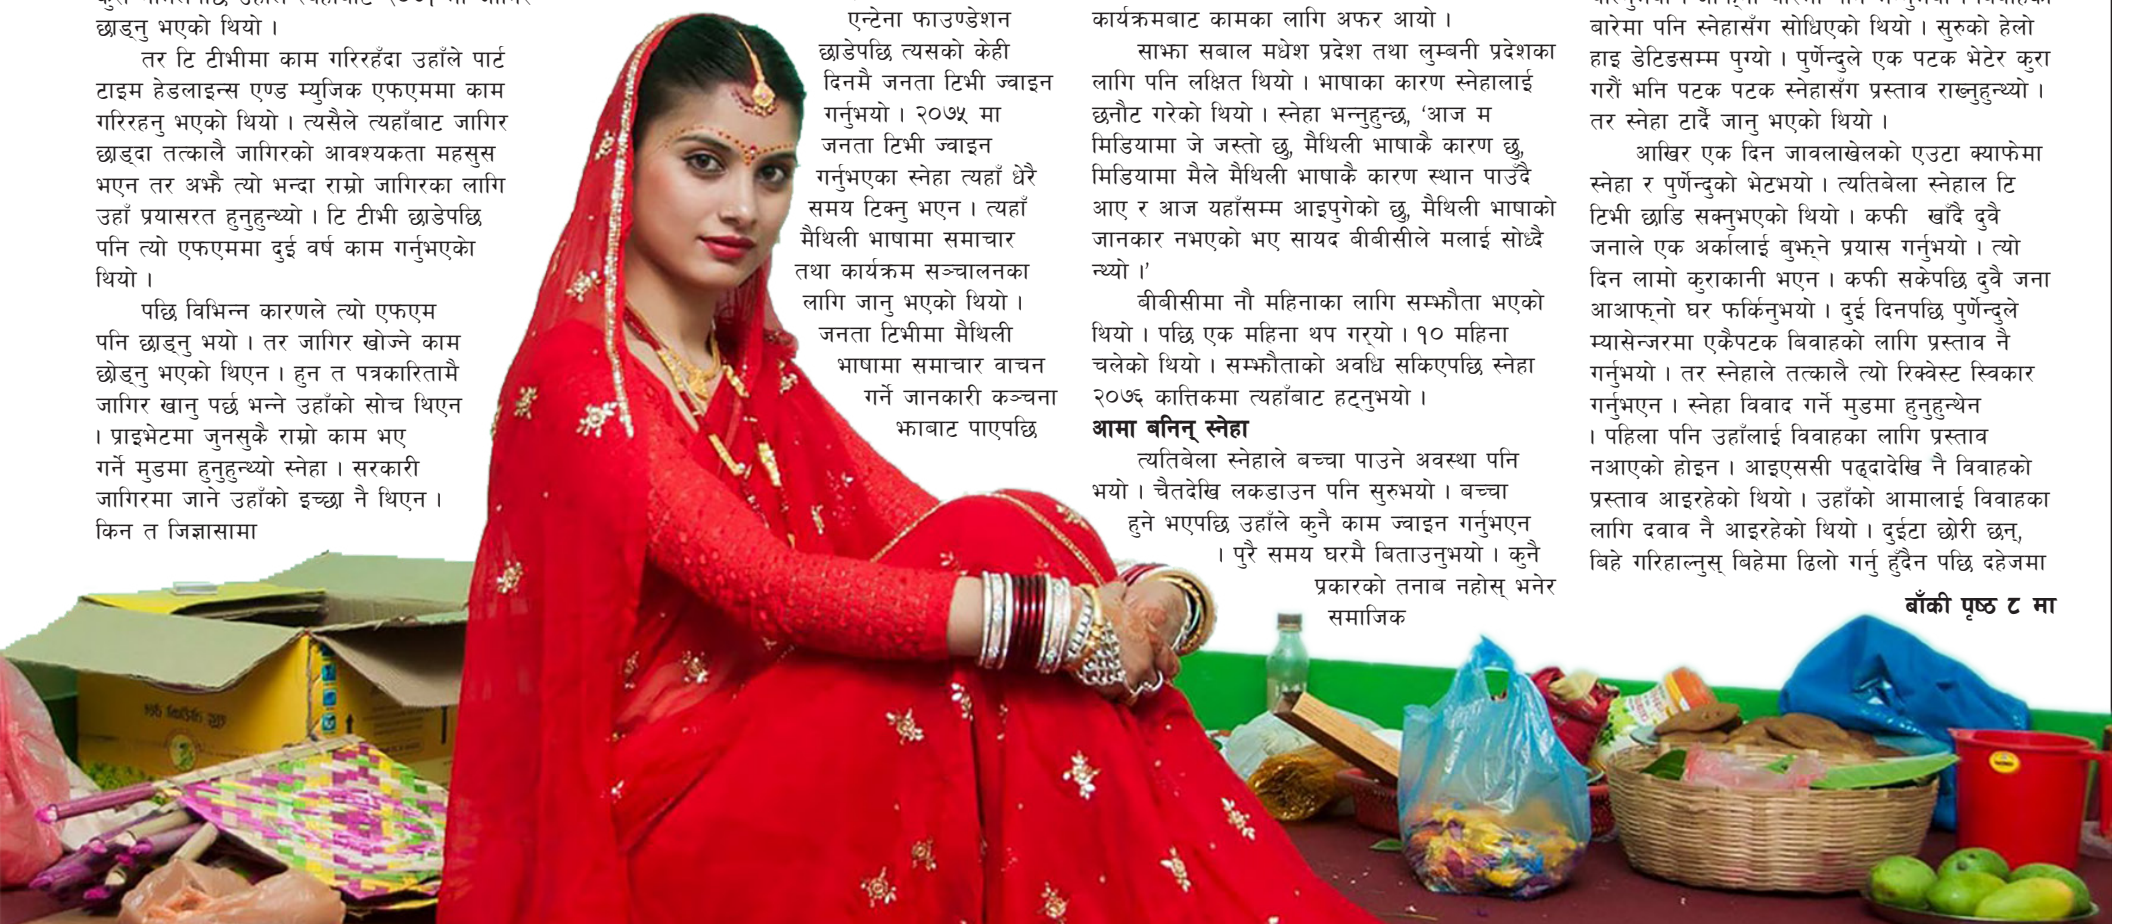 छाड्नु भएको थियो ।
तर टि टीभीमा काम गरिरहँदा उहाँले पार्ट
टाइम हेडलाइन्स एण्ड म्युजिक एफएममा काम
गरिरहनु भएको थियो । त्यसैले त्यहाँबाट जागिर
छाड्दा तत्कालै जागिरको आवश्यकता महसुस
भएन तर अझै त्यो भन्दा राम्रो जागिरका लागि
उहाँ प्रयासरत हुनुहुन्थ्यो । टि टीभी छाडेपछि
पनि त्यो एफएममा दुई वर्ष काम गर्नुभएको
थियो ।
पछि विभिन्न कारणले त्यो एफएम
पनि छाड्नु भयो । तर जागिर खोज्ने काम
छोड्नु भएको थिएन । हुन त पत्रकारितामै
जागिर खानु पर्छ भन्ने उहाँको सोच थिएन
। प्राइभेटमा जुनसुकै राम्रो काम भए
गर्ने मुडमा हुनुहुन्थ्यो स्नेहा । सरकारी
जागिरमा जाने उहाँको इच्छा नै थिएन ।
किन त जिज्ञासामा
एन्टेना फाउण्डेशन
छाडेपछि त्यसको केही
दिनमै जनता टिभी ज्वाइन
गर्नुभयो । २०७५ मा
जनता टिभी ज्वाइन
गर्नुभएका स्नेहा त्यहाँ धेरै
समय टिक्नु भएन । त्यहाँ
मैथिली भाषामा समाचार
तथा कार्यक्रम सञ्चालनका
लागि जानु भएको थियो ।
जनता टिभीमा मैथिली
भाषामा समाचार वाचन
गर्ने जानकारी कञ्चना
झाबाट पाएपछि
कार्यक्रमबाट कामका लागि अफर आयो ।
साझा सबाल मधेश प्रदेश तथा लुम्बनी प्रदेशका
लागि पनि लक्षित थियो । भाषाका कारण स्नेहालाई
छनौट गरेको थियो । स्नेहा भन्नुहुन्छ, ‘आज म
मिडियामा जे जस्तो छु, मैथिली भाषाकै कारण छु,
मिडियामा मैले मैथिली भाषाकै कारण स्थान पाउँदै
आए र आज यहाँसम्म आइपुगेको छु, मैथिली भाषाको
जानकार नभएको भए सायद बीबीसीले मलाई सोध्दै
न्थ्यो ।’
बीबीसीमा नौ महिनाका लागि सम्झौता भएको
थियो । पछि एक महिना थप गर्‍यो । १० महिना
चलेको थियो । सम्झौताको अवधि सकिएपछि स्नेहा
२०७६ कात्तिकमा त्यहाँबाट हट्नुभयो ।
आमा बनिन् स्नेहा
त्यतिबेला स्नेहाले बच्चा पाउने अवस्था पनि
भयो । चैतदेखि लकडाउन पनि सुरुभयो । बच्चा
हुने भएपछि उहाँले कुनै काम ज्वाइन गर्नुभएन
। पुरै समय घरमै बिताउनुभयो । कुनै
प्रकारको तनाब नहोस् भनेर
समाजिक
बारेमा पनि स्नेहासँग सोधिएको थियो । सुरुको हेलो
हाइ डेटिङसम्म पुग्यो । पुर्णेन्दुले एक पटक भेटेर कुरा
गरौं भनि पटक पटक स्नेहासँग प्रस्ताव राख्नुहुन्थ्यो ।
तर स्नेहा टार्दै जानु भएको थियो ।
आखिर एक दिन जावलाखेलको एउटा क्याफेमा
स्नेहा र पुर्णेन्दुको भेटभयो । त्यतिबेला स्नेहाल टि
टिभी छाडि सक्नुभएको थियो । कफी खाँदै दुवै
जनाले एक अर्कालाई बुझ्ने प्रयास गर्नुभयो । त्यो
दिन लामो कुराकानी भएन । कफी सकेपछि दुवै जना
आआफ्नो घर फर्किनुभयो । दुई दिनपछि पुर्णेन्दुले
म्यासेन्जरमा एकैपटक बिवाहको लागि प्रस्ताव नै
गर्नुभयो । तर स्नेहाले तत्कालै त्यो रिक्वेस्ट स्विकार
गर्नुभएन । स्नेहा विवाद गर्ने मुडमा हुनुहुन्थेन
। पहिला पनि उहाँलाई विवाहका लागि प्रस्ताव
नआएको होइन । आइएससी पढ्दादेखि नै विवाहको
प्रस्ताव आइरहेको थियो । उहाँको आमालाई विवाहका
लागि दवाव नै आइरहेको थियो । दुईटा छोरी छन्,
बिहे गरिहाल्नुस् बिहेमा ढिलो गर्नु हुँदैन पछि दहेजमा
बाँकी पृष्ठ ८ मा